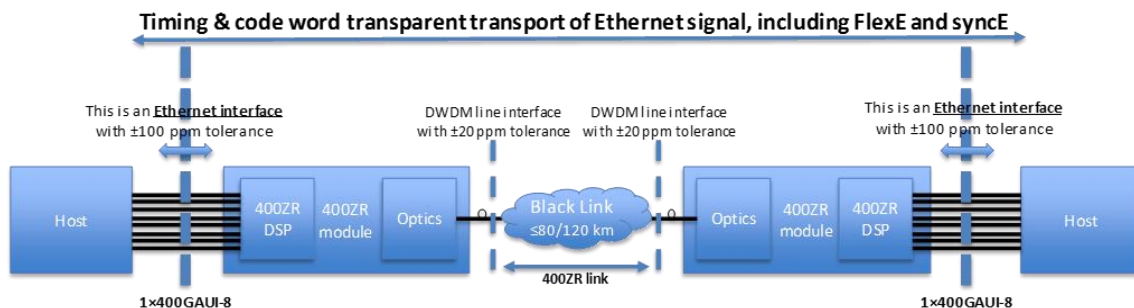 Timing & code word transparent transport of Ethernet signal, including FlexE and syncE
This is an Ethernet interface
with ±100 ppm tolerance
DWDM line interface
with ±20 ppm tolerance
DWDM line interface
with ±20 ppm tolerance
This is an Ethernet interface
with ±100 ppm tolerance
Host
400ZR
DSP
400ZR
module
Optics
Black Link
≤80/120 km
Optics
400ZR
module
400ZR
DSP
Host
400ZR link
1×400GAUI-8
1×400GAUI-8